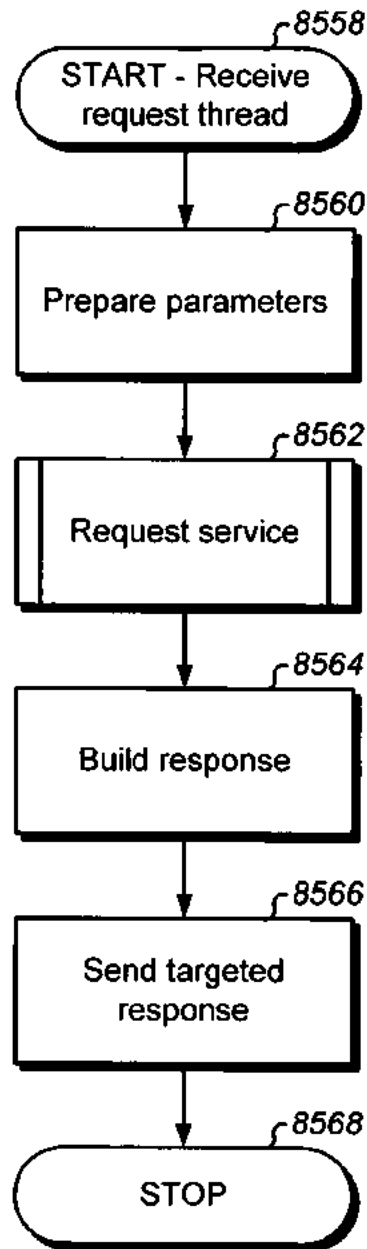 8558
START - Receive
request thread
8560
Prepare parameters
8562
Request service
8564
Build response
8566
Send targeted
response
8568
STOP